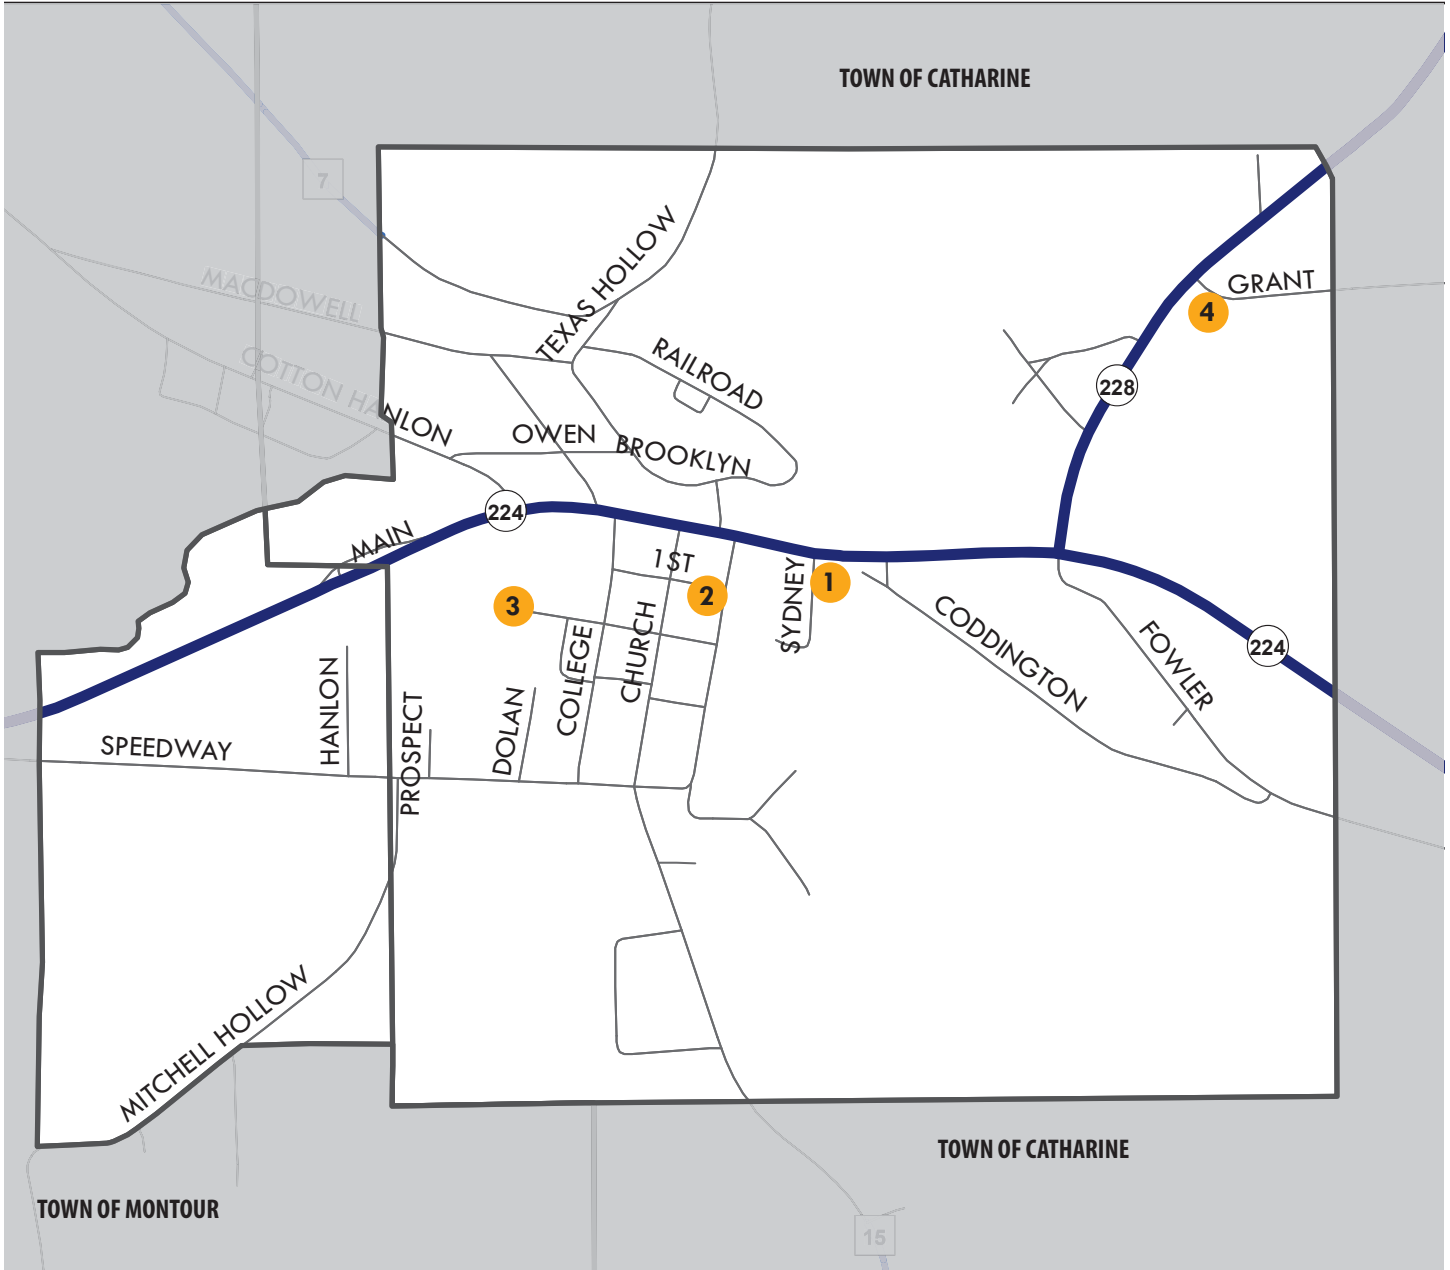 TOWN OF CATHARINE
7
TEXAS HOLLOW
MACDOWELL
GRANT
4
COTTON HANLON
RAILROAD
228
OWEN
BROOKLYN
224
MAIN
1ST
SYDNEY
1
2
3
CODDINGTON
CHURCH
COLLEGE
FOWLER
224
HANLON
PROSPECT
DOLAN
SPEEDWAY
MITCHELL HOLLOW
TOWN OF CATHARINE
TOWN OF MONTOUR
15